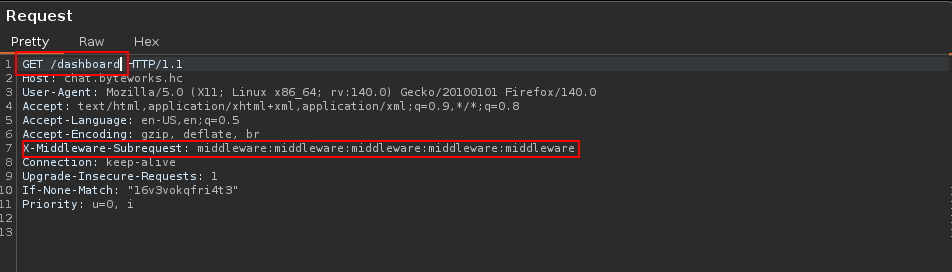 Request
Pretty Raw Hex
1 GET /dashboard HTTP/1.1
2 Host: chat.byteworks.hc
3 User-Agent: Mozilla/5.0 (X11; Linux x86_64; rv:140.0) Gecko/20100101 Firefox/140.0
4 Accept: text/html,application/xhtml+xml,application/xml;q=0.9,*/*;q=0.8
5 Accept-Language: en-US,en;q=0.5
6 Accept-Encoding: gzip, deflate, br
7 X-Middleware-Subrequest: middleware:middleware:middleware:middleware:middleware
8 Connection: keep-alive
9 Upgrade-Insecure-Requests: 1
10 If-None-Match: "16v3vokqfri4t3"
11 Priority: u=0, i
12
13